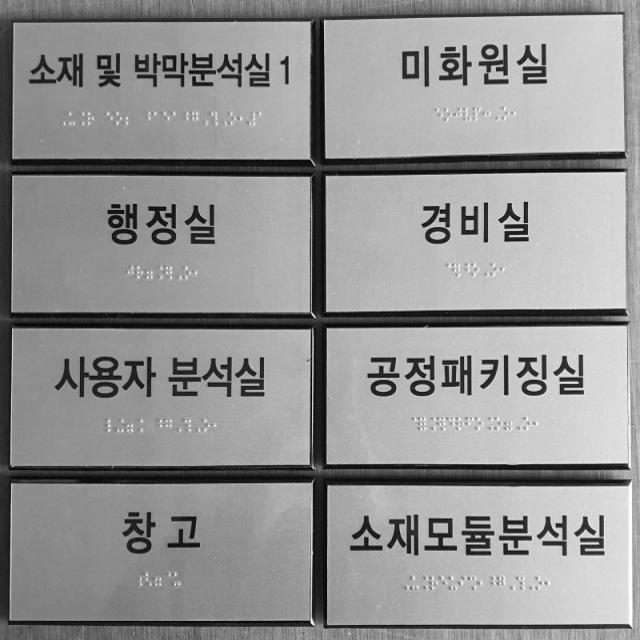 소재 및 박막분석실 1
미화원실
행정실
경비실
사용자 분석실
공정패키징실
창고
소재모듈분석실